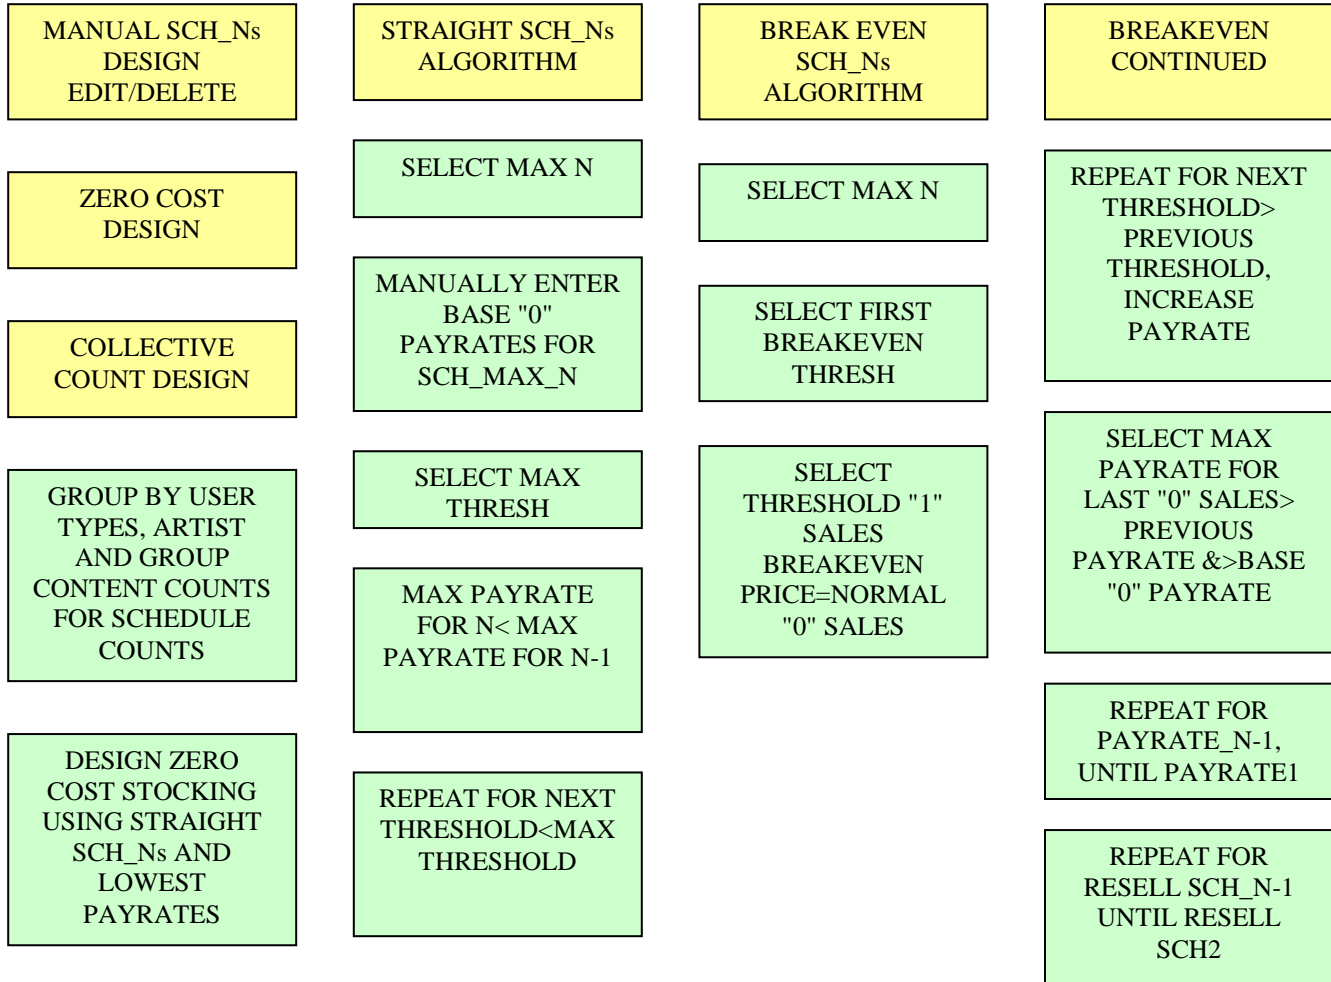 MANUAL SCH_Ns
DESIGN
EDIT/DELETE
ZERO COST
DESIGN
COLLECTIVE
COUNT DESIGN
GROUP BY USER
TYPES, ARTIST
AND GROUP
CONTENT COUNTS
FOR SCHEDULE
COUNTS
DESIGN ZERO
COST STOCKING
USING STRAIGHT
SCH_Ns AND
LOWEST
PAYRATES
STRAIGHT SCH_Ns
ALGORITHM
SELECT MAX N
MANUALLY ENTER
BASE "0"
PAYRATES FOR
SCH_MAX_N
SELECT MAX
THRESH
MAX PAYRATE
FOR N< MAX
PAYRATE FOR N-1
REPEAT FOR NEXT
THRESHOLD<MAX
THRESHOLD
BREAK EVEN
SCH_Ns
ALGORITHM
SELECT MAX N
SELECT FIRST
BREAKEVEN
THRESH
SELECT
THRESHOLD "1"
SALES
BREAKEVEN
PRICE=NORMAL
"0" SALES
BREAKEVEN
CONTINUED
REPEAT FOR NEXT
THRESHOLD>
PREVIOUS
THRESHOLD,
INCREASE
PAYRATE
SELECT MAX
PAYRATE FOR
LAST "0" SALES>
PREVIOUS
PAYRATE &>BASE
"0" PAYRATE
REPEAT FOR
PAYRATE_N-1,
UNTIL PAYRATE1
REPEAT FOR
RESELL SCH_N-1
UNTIL RESELL
SCH2